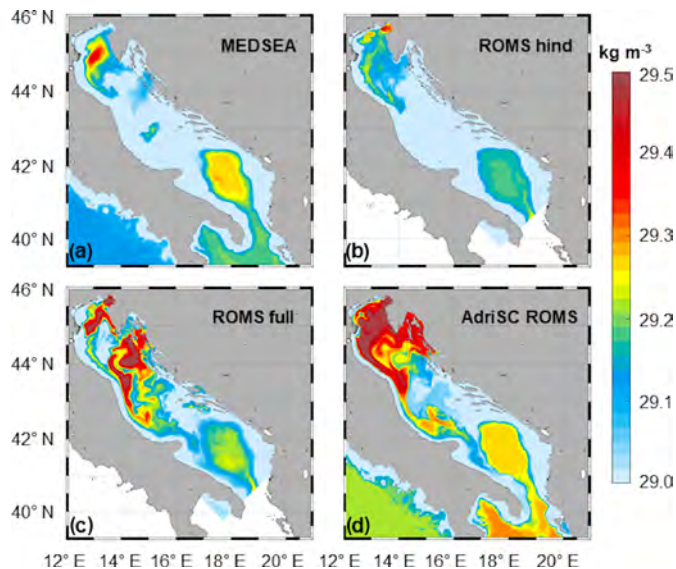 46° N
44° N
42° N
40° N
MEDSEA
(a)
ROMS hind
(b)
kg m⁻³
29.5
29.4
29.3
29.2
29.1
29.0
46° N
44° N
42° N
40° N
ROMS full
(c)
AdriSC ROMS
(d)
12° E 14° E 16° E 18° E 20° E
12° E 14° E 16° E 18° E 20° E